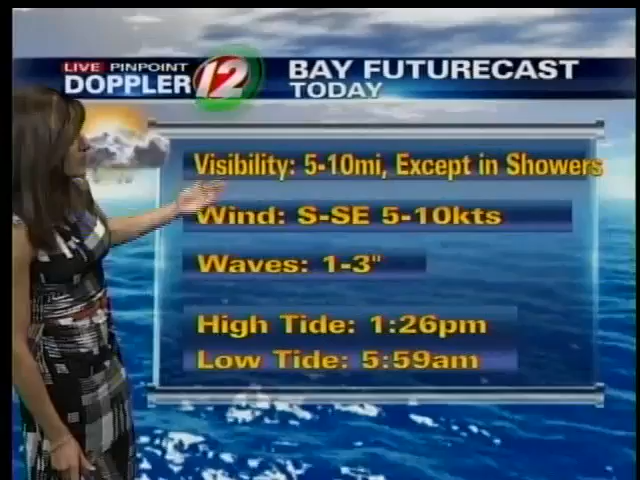 LIVE PINPOINT
DOPPLER 12
BAY FUTURECAST
TODAY
Visibility: 5-10mi, Except in Showers
Wind: S-SE 5-10kts
Waves: 1-3"
High Tide: 1:26pm
Low Tide: 5:59am